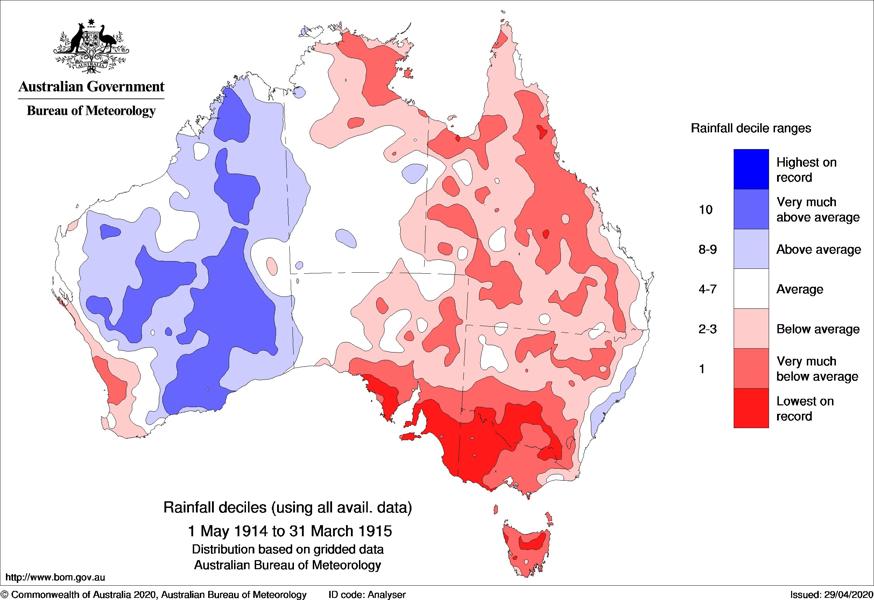 Australian Government
Bureau of Meteorology
Rainfall decile ranges
Highest on
record
10
Very much
above average
8-9
Above average
4-7
Average
2-3
Below average
1
Very much
below average
Lowest on
record
Rainfall deciles (using all avail. data)
1 May 1914 to 31 March 1915
Distribution based on gridded data
Australian Bureau of Meteorology
http://www.bom.gov.au
© Commonwealth of Australia 2020, Australian Bureau of Meteorology
ID code: Analyser
Issued: 29/04/2020